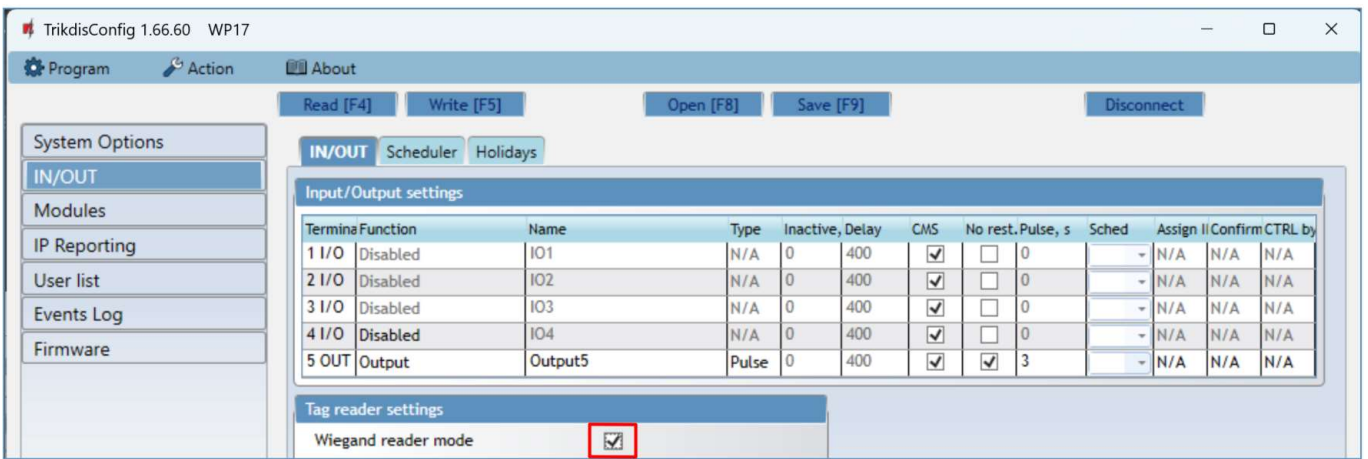 TrikdisConfig 1.66.60 WP17
Program Action About
Read [F4] Write [F5] Open [F8] Save [F9] Disconnect
System Options
IN/OUT
Modules
IP Reporting
User list
Events Log
Firmware
IN/OUT Scheduler Holidays
Input/Output settings
Termina Function Name Type Inactive, Delay CMS No rest. Pulse, s Sched Assign I Confirm CTRL by
1 I/O Disabled IO1 N/A 0 400 0 N/A N/A N/A
2 I/O Disabled IO2 N/A 0 400 0 N/A N/A N/A
3 I/O Disabled IO3 N/A 0 400 0 N/A N/A N/A
4 I/O Disabled IO4 N/A 0 400 0 N/A N/A N/A
5 OUT Output Output5 Pulse 0 400 3 N/A N/A N/A
Tag reader settings
Wiegand reader mode